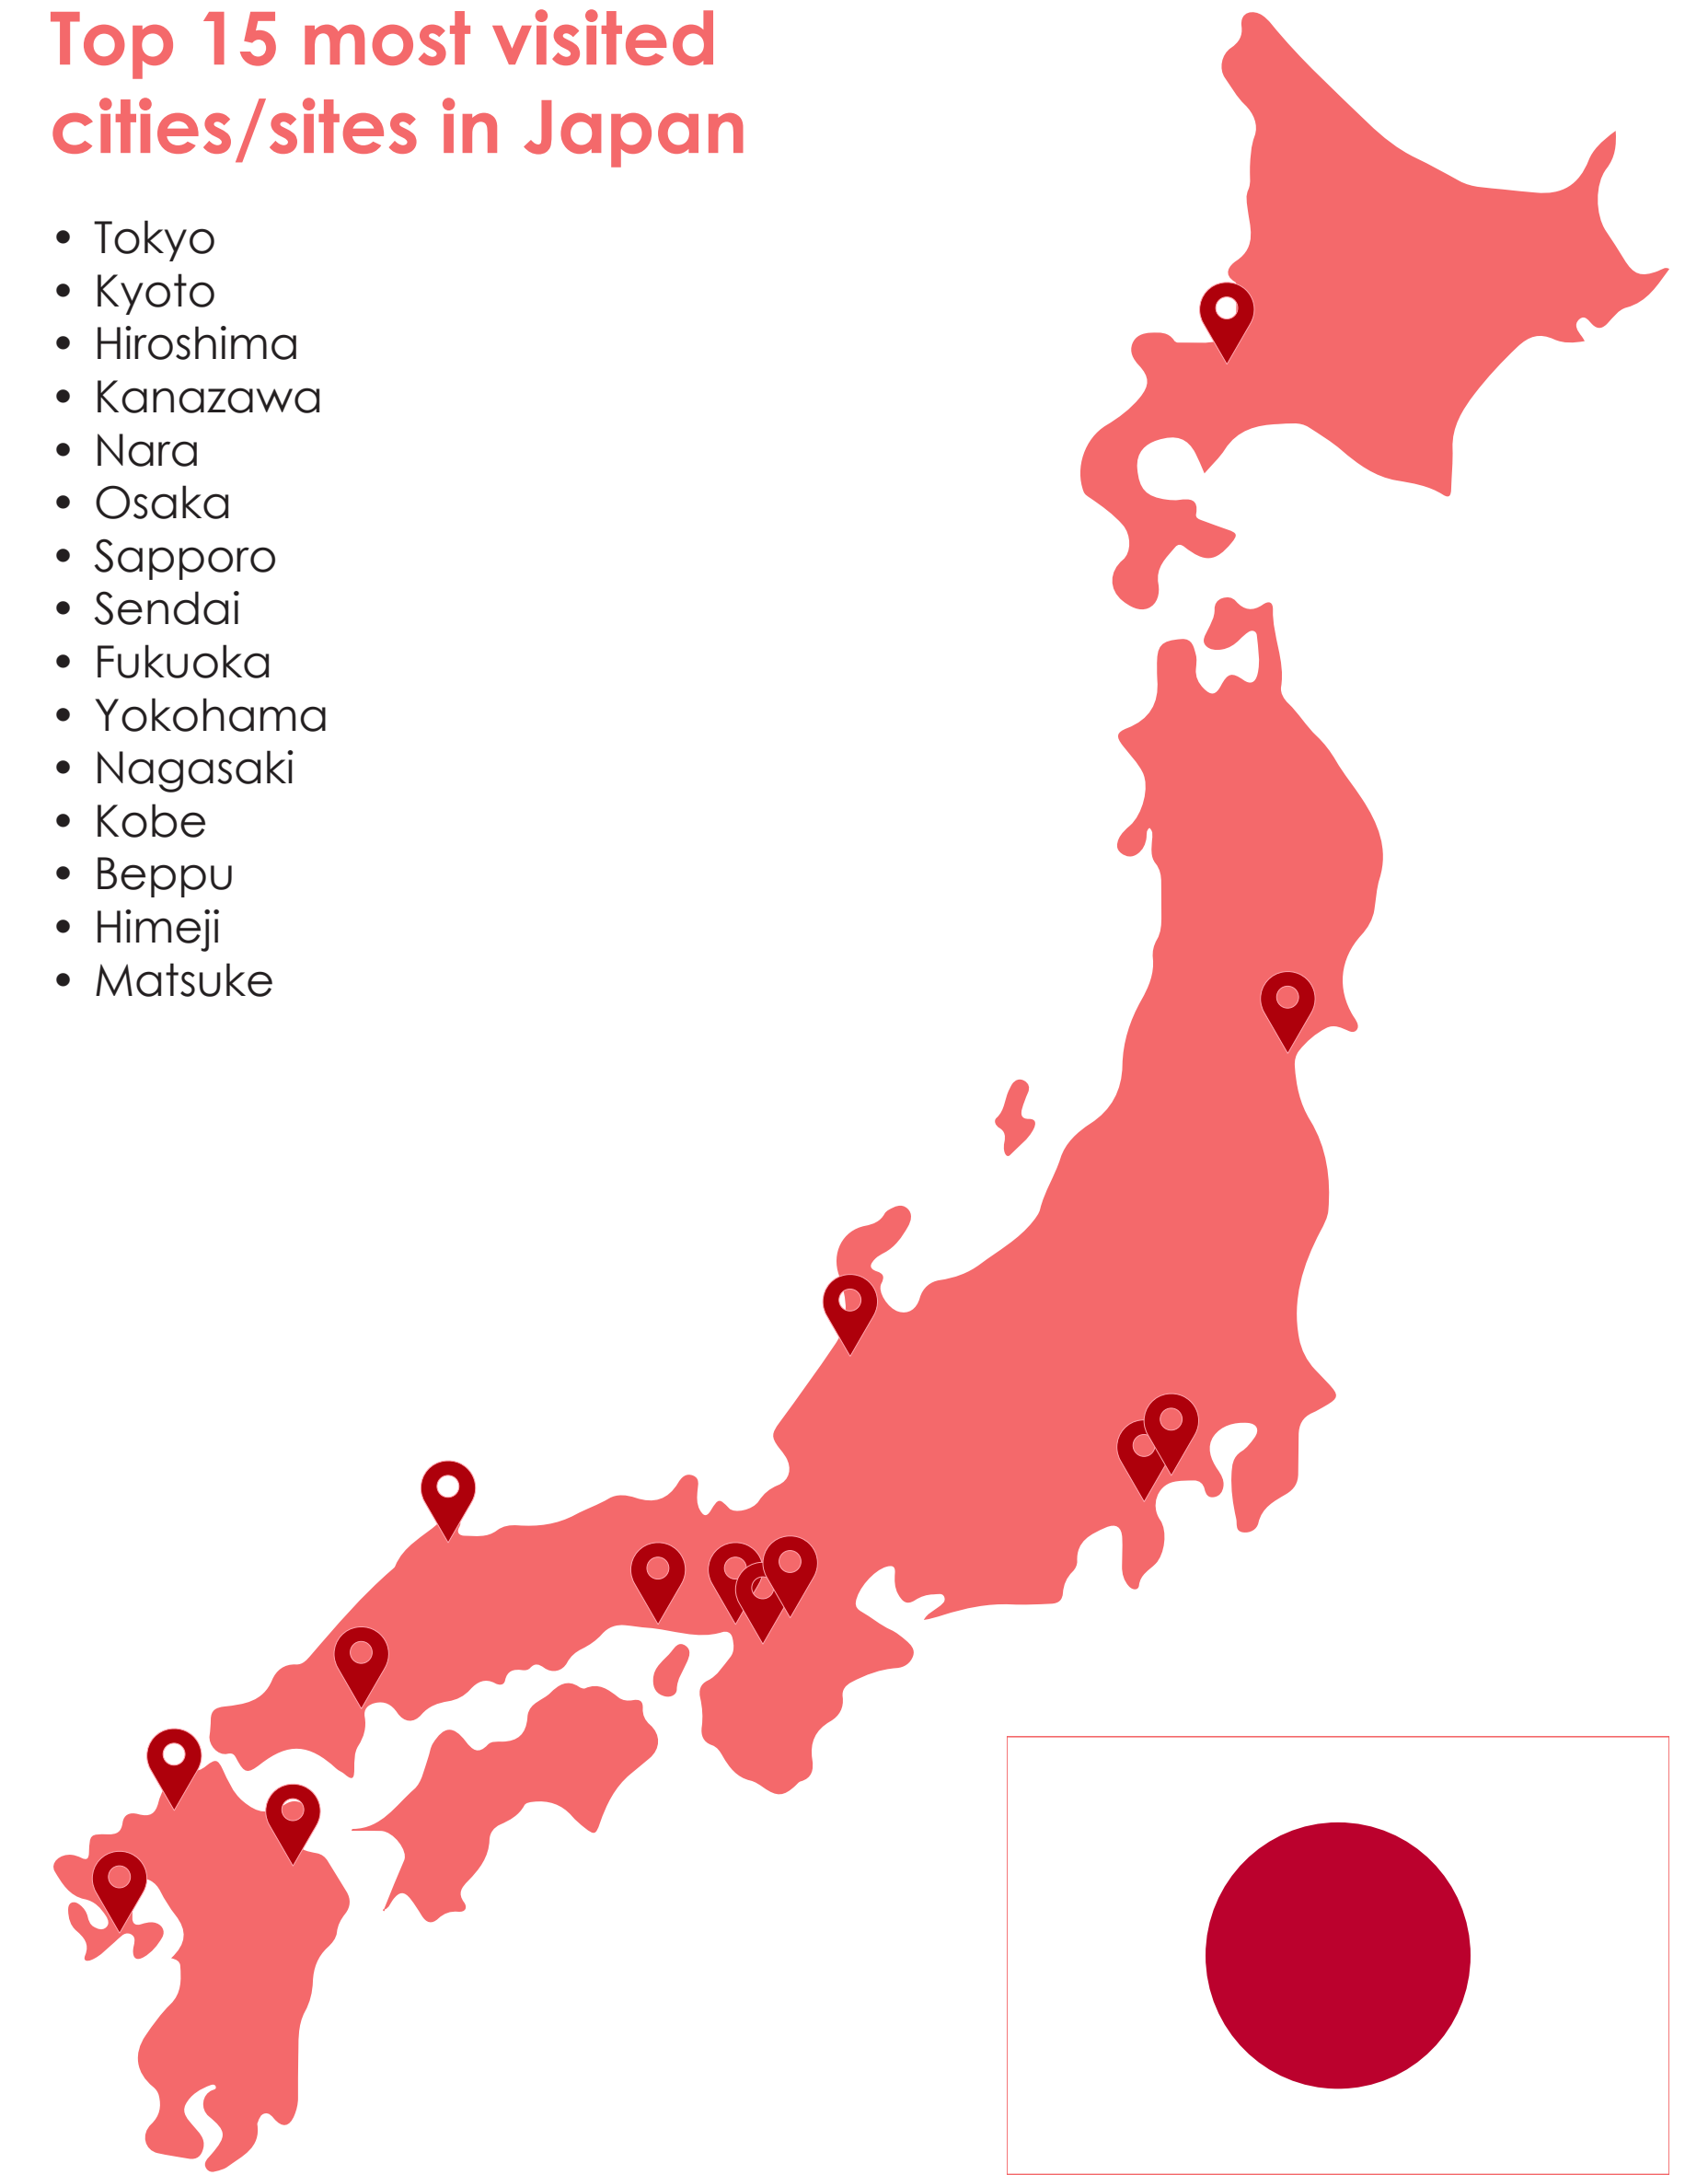 Top 15 most visited
cities/sites in Japan
• Tokyo
• Kyoto
• Hiroshima
• Kanazawa
• Nara
• Osaka
• Sapporo
• Sendai
• Fukuoka
• Yokohama
• Nagasaki
• Kobe
• Beppu
• Himeji
• Matsuke